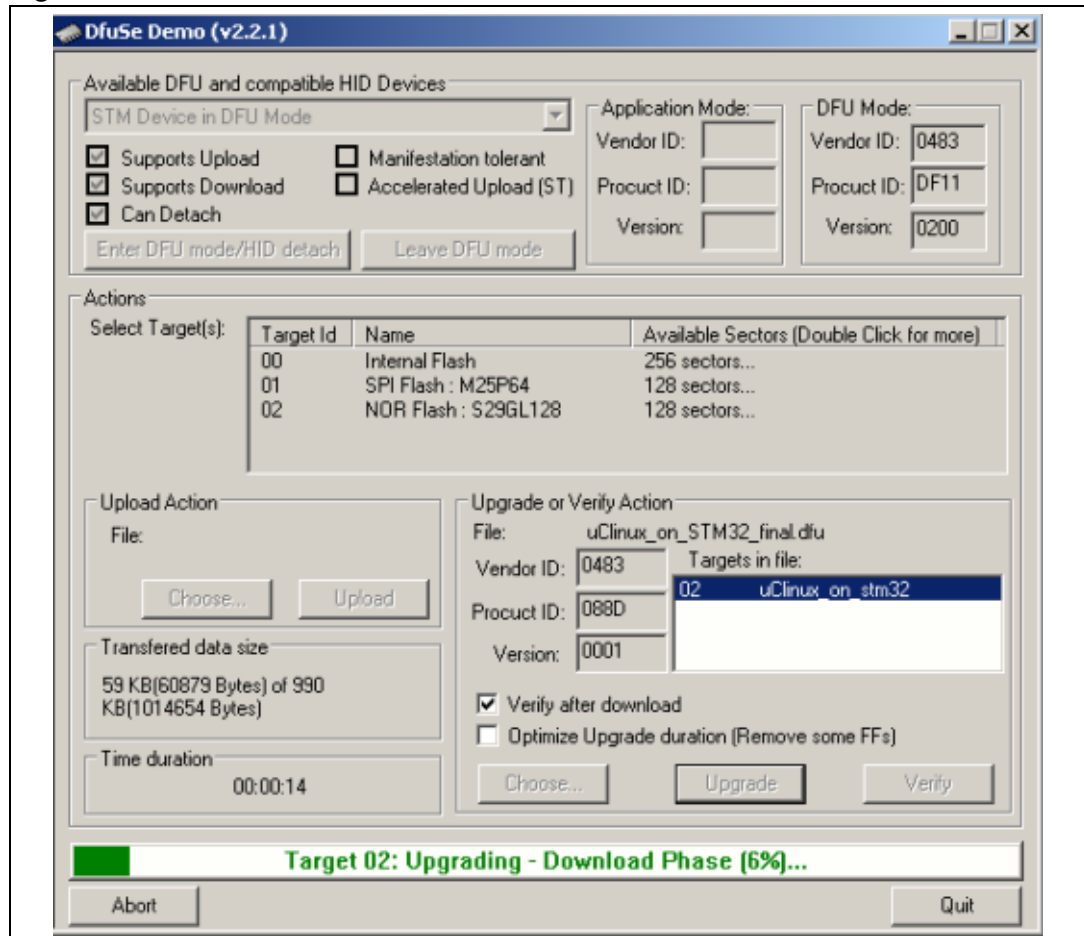 DfuSe Demo (v2.2.1)
Available DFU and compatible HID Devices
STM Device in DFU Mode
Supports Upload
Manifestation tolerant
Supports Download
Accelerated Upload (ST)
Can Detach
Enter DFU mode/HID detach
Leave DFU mode
Application Mode:
Vendor ID:
Procuct ID:
Version:
DFU Mode:
Vendor ID: 0483
Procuct ID: DF11
Version: 0200
Actions
Select Target(s):
Target Id Name Available Sectors (Double Click for more)
00 Internal Flash 256 sectors...
01 SPI Flash : M25P64 128 sectors...
02 NOR Flash : S29GL128 128 sectors...
Upload Action
File:
Choose... Upload
Transfered data size
59 KB(60879 Bytes) of 990
KB(1014654 Bytes)
Time duration
00:00:14
Upgrade or Verify Action
File: uClinux_on_STM32_final.dfu
Vendor ID: 0483
Procuct ID: 088D
Version: 0001
Targets in file:
02 uClinux_on_stm32
Verify after download
Optimize Upgrade duration (Remove some FFs)
Choose... Upgrade Verify
Target 02: Upgrading - Download Phase (6%)...
Abort Quit